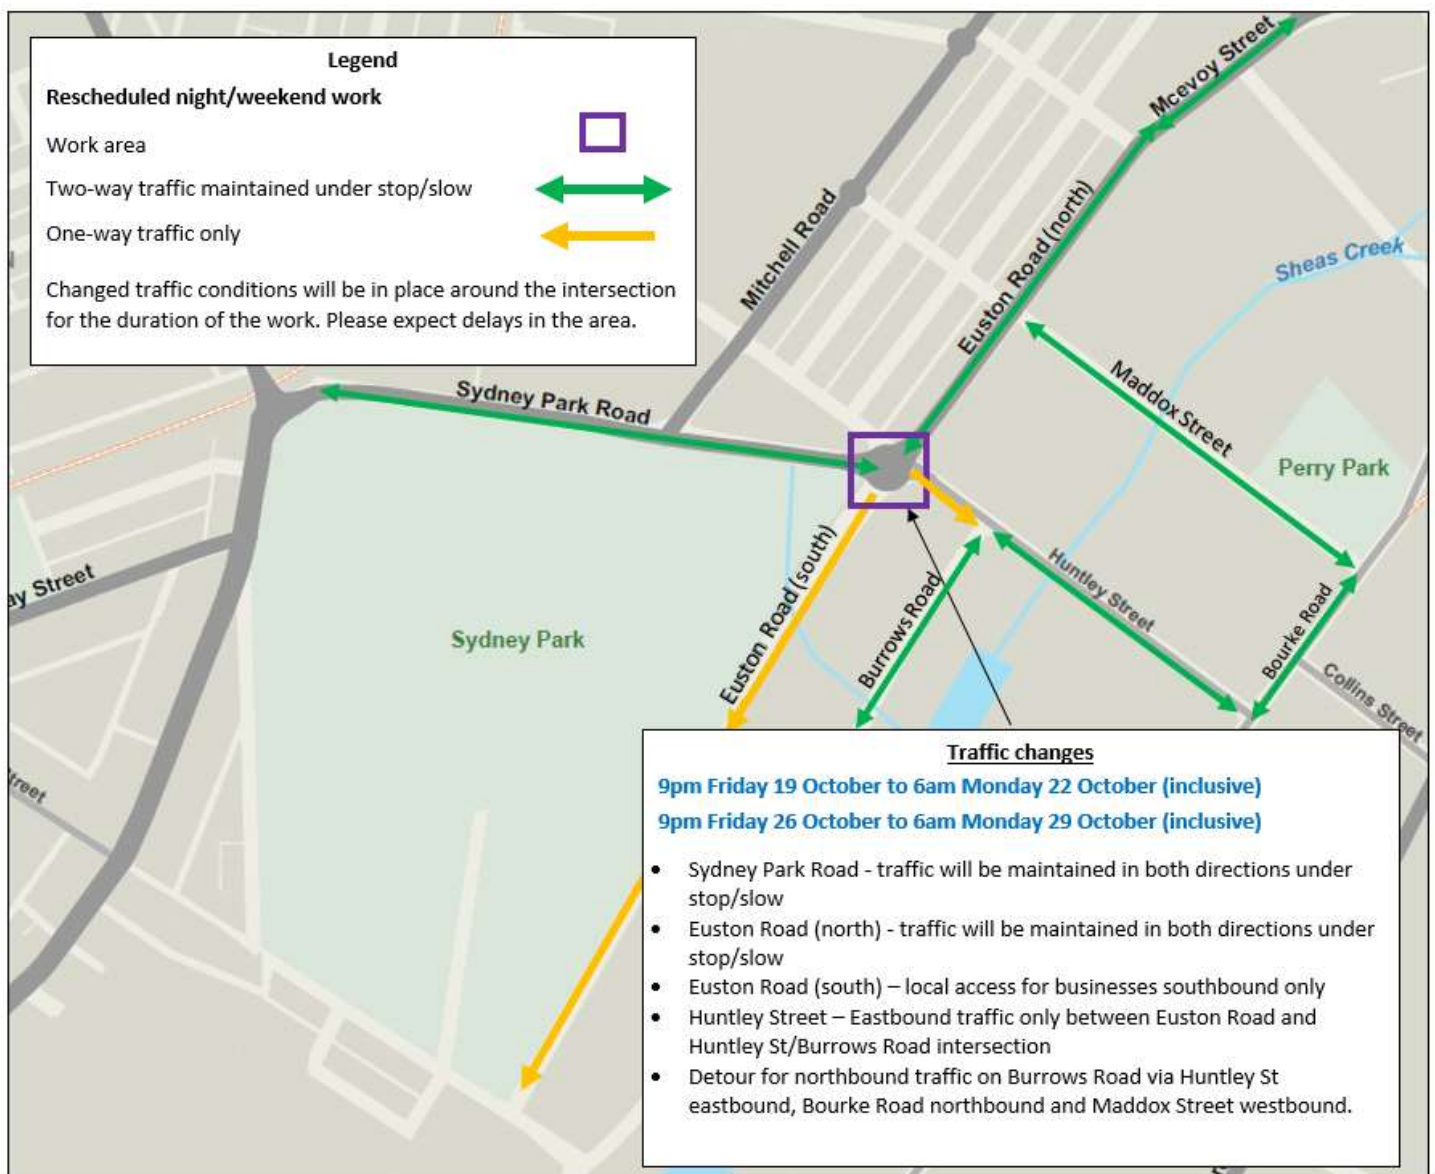 Legend
Rescheduled night/weekend work
Work area
Two-way traffic maintained under stop/slow
One-way traffic only
Changed traffic conditions will be in place around the intersection
for the duration of the work. Please expect delays in the area.
Mcevoy Street
Mitchell Road
Euston Road (north)
Sheas Creek
Sydney Park Road
Maddox Street
Perry Park
ay Street
Sydney Park
Euston Road (south)
Burrows Road
Huntley Street
Bourke Road
Collins Street
treet
Traffic changes
9pm Friday 19 October to 6am Monday 22 October (inclusive)
9pm Friday 26 October to 6am Monday 29 October (inclusive)
• Sydney Park Road - traffic will be maintained in both directions under
stop/slow
• Euston Road (north) - traffic will be maintained in both directions under
stop/slow
• Euston Road (south) – local access for businesses southbound only
• Huntley Street – Eastbound traffic only between Euston Road and
Huntley St/Burrows Road intersection
• Detour for northbound traffic on Burrows Road via Huntley St
eastbound, Bourke Road northbound and Maddox Street westbound.